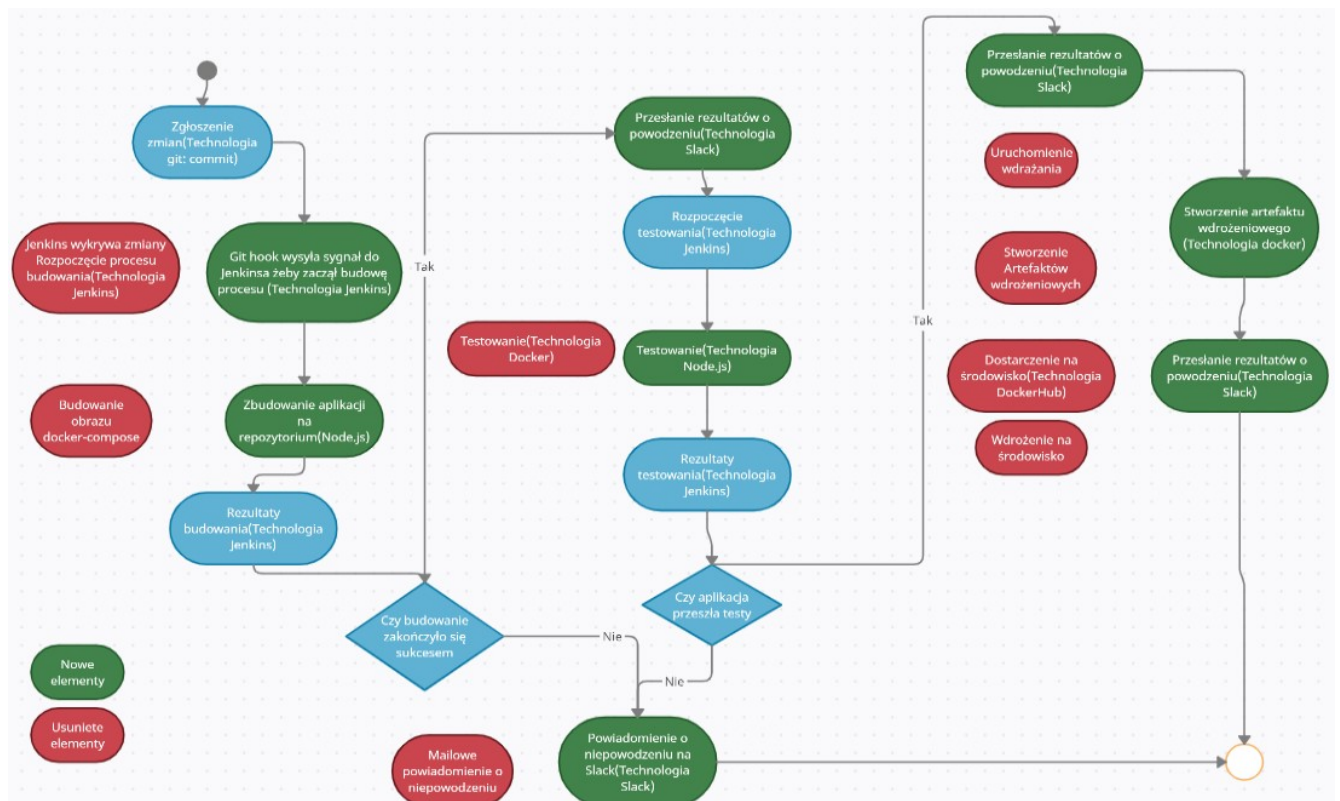 Zgłoszenie
zmian(Technologia
git: commit)
Jenkins wykrywa zmiany
Rozpoczęcie procesu
budowania(Technologia
Jenkins)
Git hook wysyła sygnał do
Jenkinsa żeby zaczął budowę
procesu (Technologia Jenkins)
Budowanie
obrazu
docker-compose
Zbudowanie aplikacji
na
repozytorium(Node.js)
Rezultaty
budowania(Technologia
Jenkins)
Czy budowanie
zakończyło się
sukcesem
Tak
Nie
Nowe
elementy
Usuniete
elementy
Przesłanie rezultatów o
powodzeniu(Technologia
Slack)
Rozpoczęcie
testowania(Technologia
Jenkins)
Testowanie(Technologia
Docker)
Testowanie(Technologia
Node.js)
Rezultaty
testowania(Technologia
Jenkins)
Czy aplikacja
przeszła testy
Nie
Tak
Mailowe
powiadomienie o
niepowodzeniu
Powiadomienie o
niepowodzeniu na
Slack(Technologia
Slack)
Przesłanie rezultatów o
powodzeniu(Technologia
Slack)
Uruchomienie
wdrażania
Stworzenie
Artefaktów
wdrożeniowych
Dostarczenie na
środowisko(Technologia
DockerHub)
Wdrożenie na
środowisko
Stworzenie artefaktu
wdrożeniowego
(Technologia docker)
Przesłanie rezultatów o
powodzeniu(Technologia
Slack)